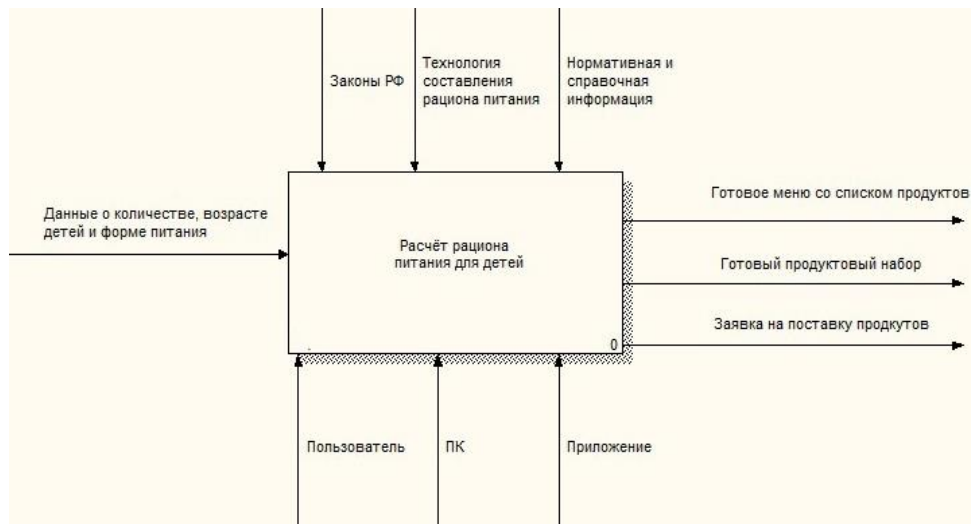 Законы РФ
Технология
составления
рациона питания
Нормативная и
справочная
информация
Данные о количестве, возрасте
детей и форме питания
Расчёт рациона
питания для детей
0
Готовое меню со списком продуктов
Готовый продуктовый набор
Заявка на поставку продкутов
Пользователь
ПК
Приложение